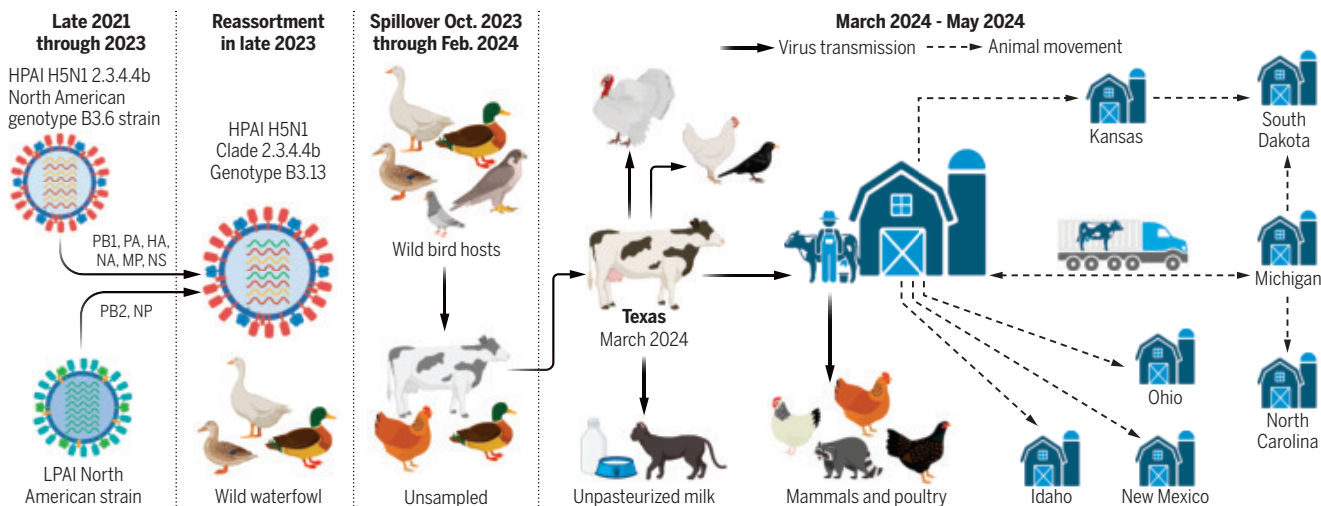 Late 2021
through 2023
HPAI H5N1 2.3.4.4b
North American
genotype B3.6 strain
PB1, PA, HA,
NA, MP, NS
PB2, NP
LPAI North
American strain
Reassortment
in late 2023
HPAI H5N1
Clade 2.3.4.4b
Genotype B3.13
Wild waterfowl
Spillover Oct. 2023
through Feb. 2024
Wild bird hosts
Unsampled
March 2024 - May 2024
Virus transmission
Animal movement
Texas
March 2024
Unpasteurized milk
Mammals and poultry
Kansas
South
Dakota
Michigan
Ohio
North
Carolina
Idaho
New Mexico